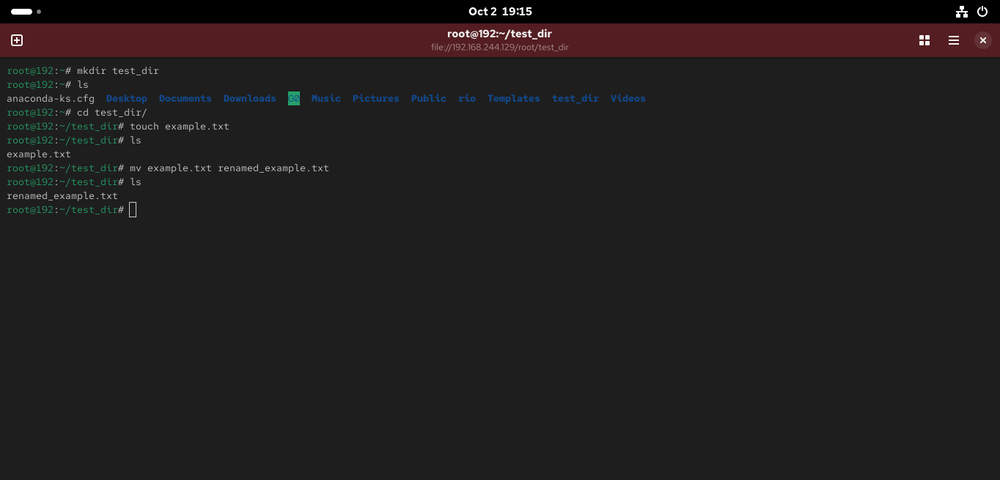 Oct 2 19:15
root@192:~/test_dir
file://192.168.244.129/root/test_dir
root@192:~# mkdir test_dir
root@192:~# ls
anaconda-ks.cfg Desktop Documents Downloads G0 Music Pictures Public rio Templates test_dir Videos
root@192:~# cd test_dir/
root@192:~/test_dir# touch example.txt
root@192:~/test_dir# ls
example.txt
root@192:~/test_dir# mv example.txt renamed_example.txt
root@192:~/test_dir# ls
renamed_example.txt
root@192:~/test_dir#